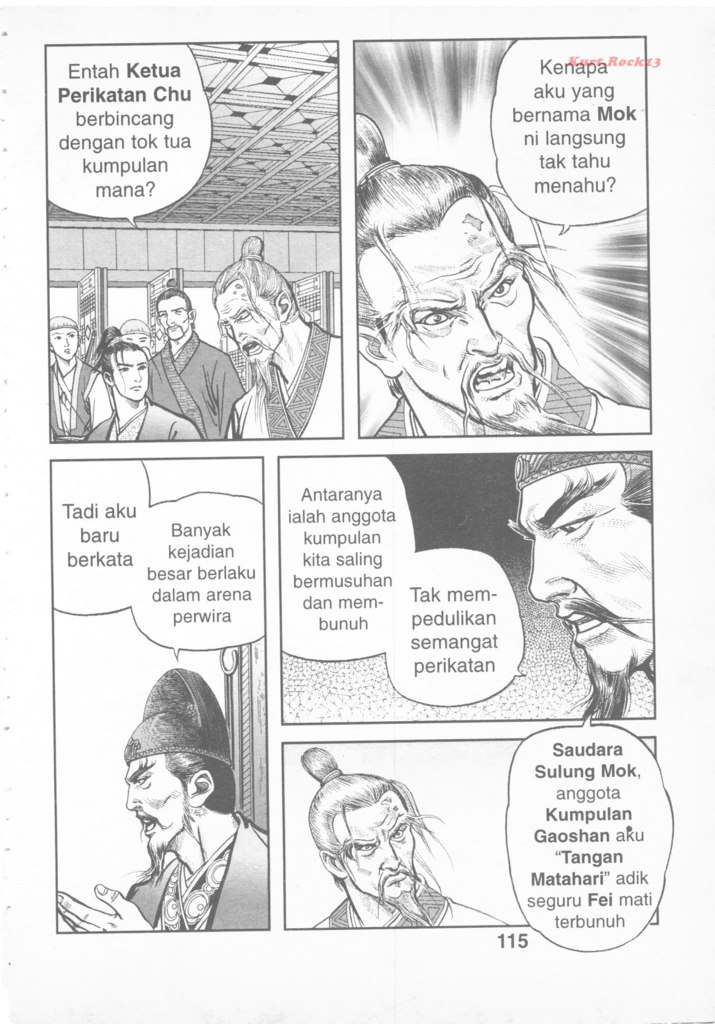 Entah Ketua
Perikatan Chu
berbincang
dengan tok tua
kumpulan
mana?
Kurt Rock13
Kenapa
aku yang
bernama Mok
ni langsung
tak tahu
menahu?
Tadi aku
baru
berkata
Banyak
kejadian
besar berlaku
dalam arena
perwira
Antaranya
ialah anggota
kumpulan
kita saling
bermusuhan
dan mem-
bunuh
Tak mem-
pedulikan
semangat
perikatan
Saudara
Sulung Mok,
anggota
Kumpulan
Gaoshan aku
“Tangan
Matahari” adik
seguru Fei mati
terbunuh
115